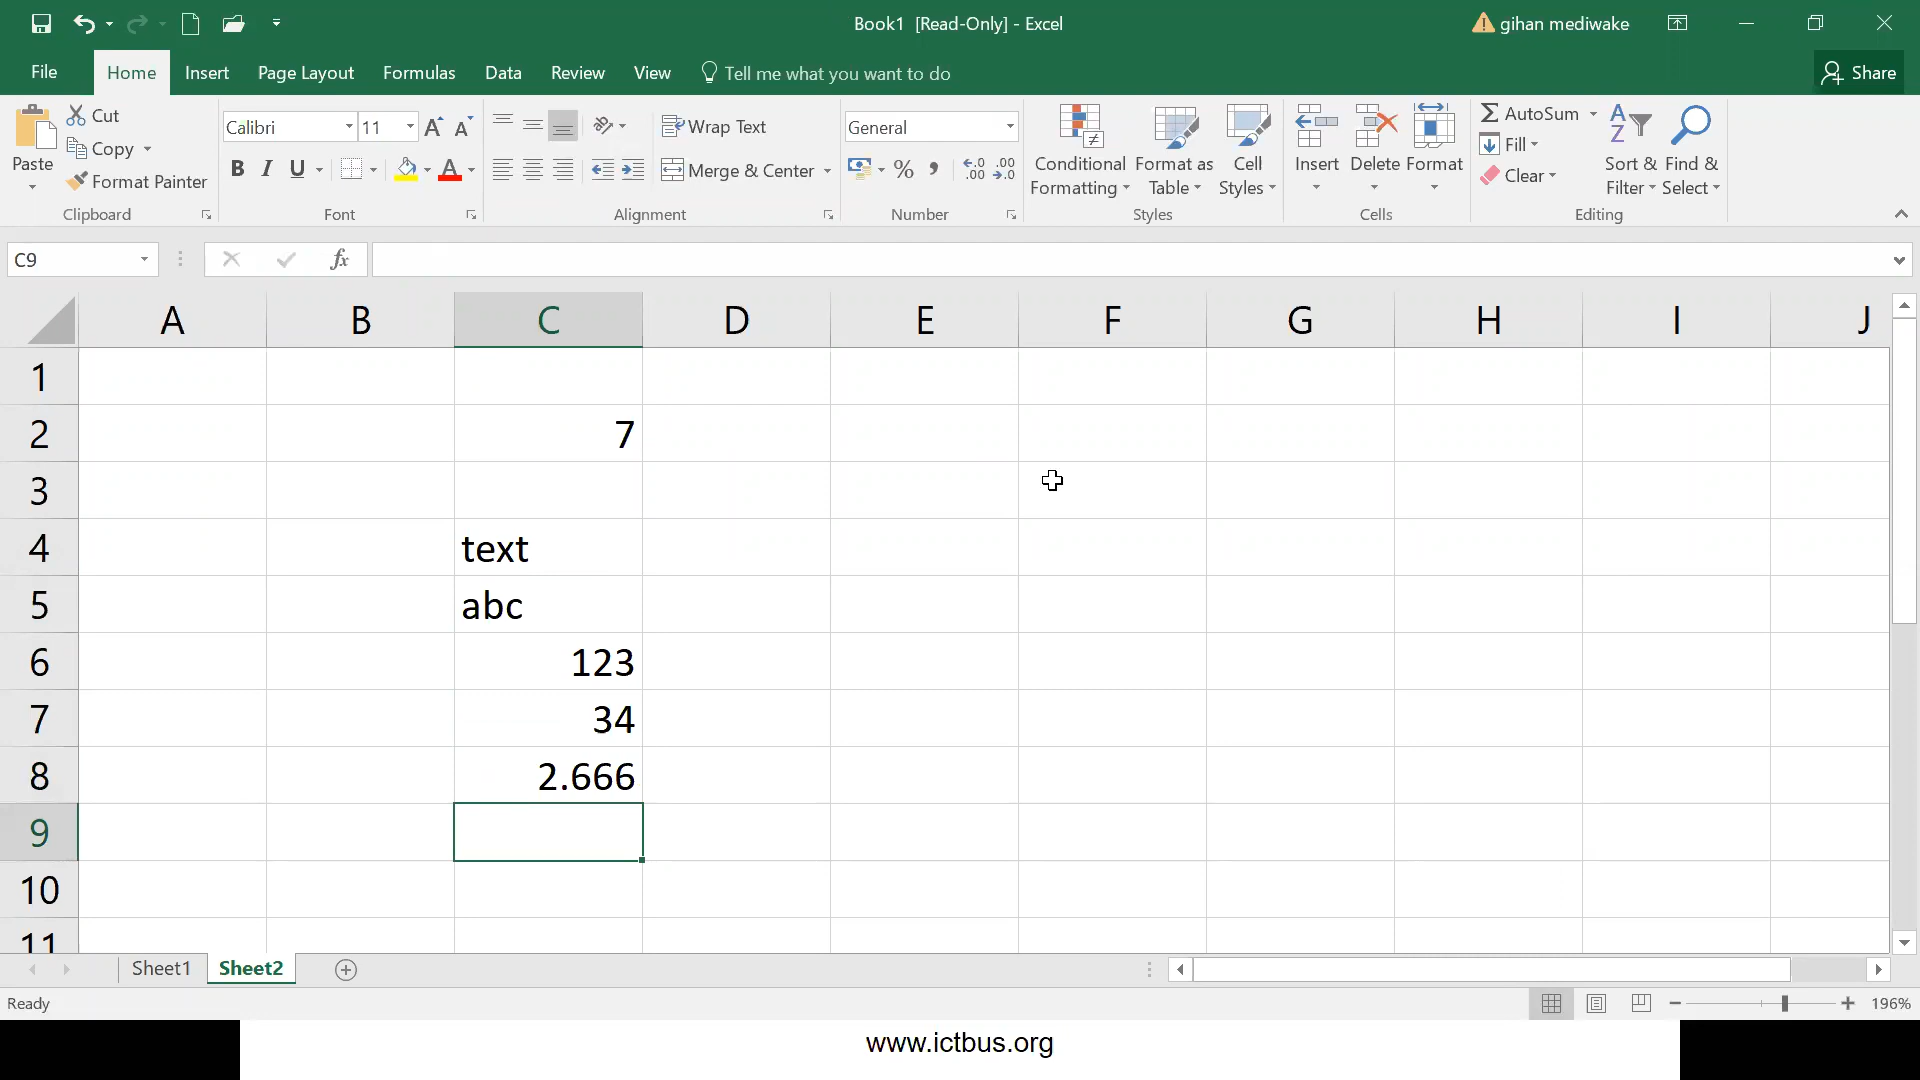 Book1 [Read-Only] - Excel
gihan mediwake
File Home Insert Page Layout Formulas Data Review View Tell me what you want to do Share
Paste
Cut
Copy
Format Painter
Clipboard
Calibri 11
B I U A
Font
Wrap Text
Merge & Center
Alignment
General
% , .0 .00 .00 .0
Number
Conditional Formatting
Format as Table
Cell Styles
Styles
Insert
Delete
Format
Cells
AutoSum
Fill
Clear
Sort & Filter
Find & Select
Editing
C9 fx
A B C D E F G H I J
1
2 7
3
4 text
5 abc
6 123
7 34
8 2.666
9
10
11
Sheet1 Sheet2
Ready 196%
www.ictbus.org